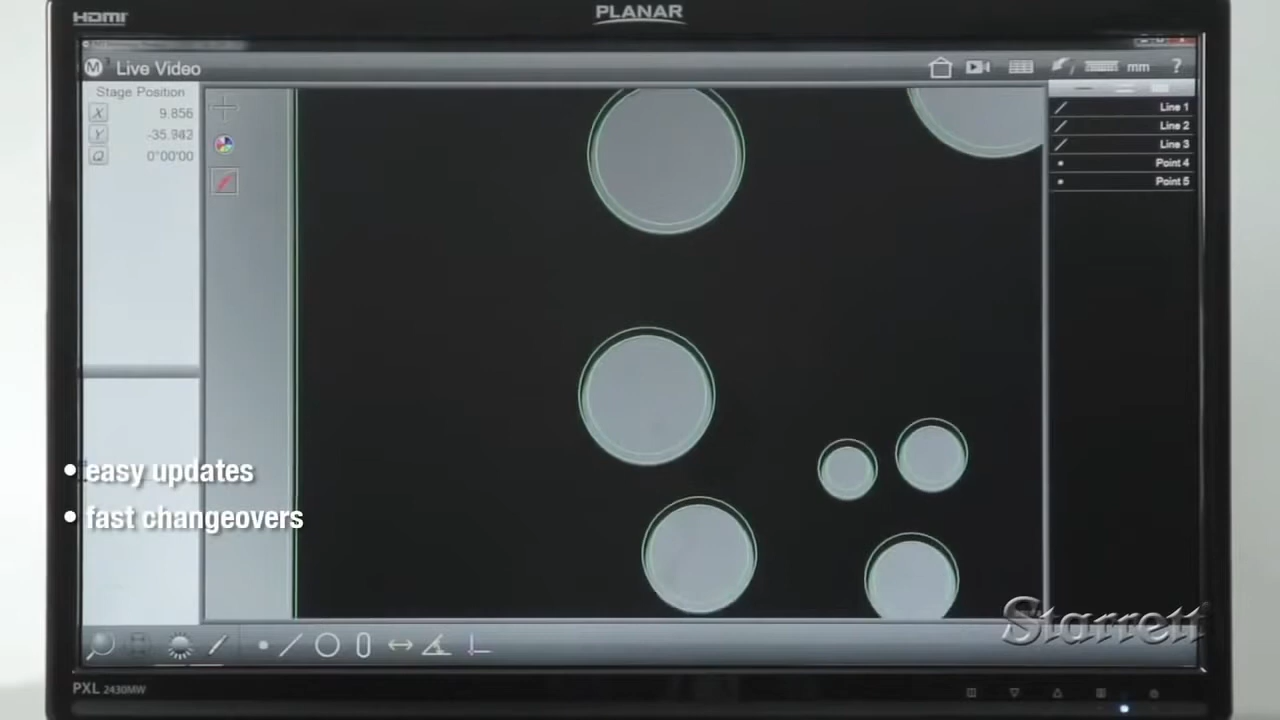 HDMI
PLANAR
M3 Live Video
mm ?
Stage Position
X 9.856
Y -35.942
Q 0°00'00
Line 1
Line 2
Line 3
Point 4
Point 5
• easy updates
• fast changeovers
Starrett
PXL 2430MW